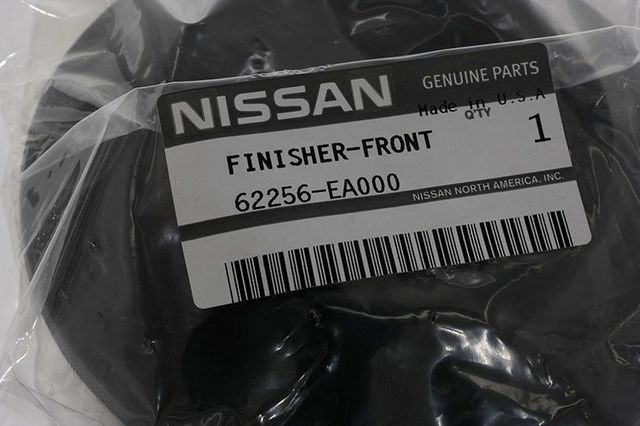 NISSAN
GENUINE PARTS
Made in U.S.A
QTY
1
FINISHER-FRONT
62256-EA000
NISSAN NORTH AMERICA, INC.